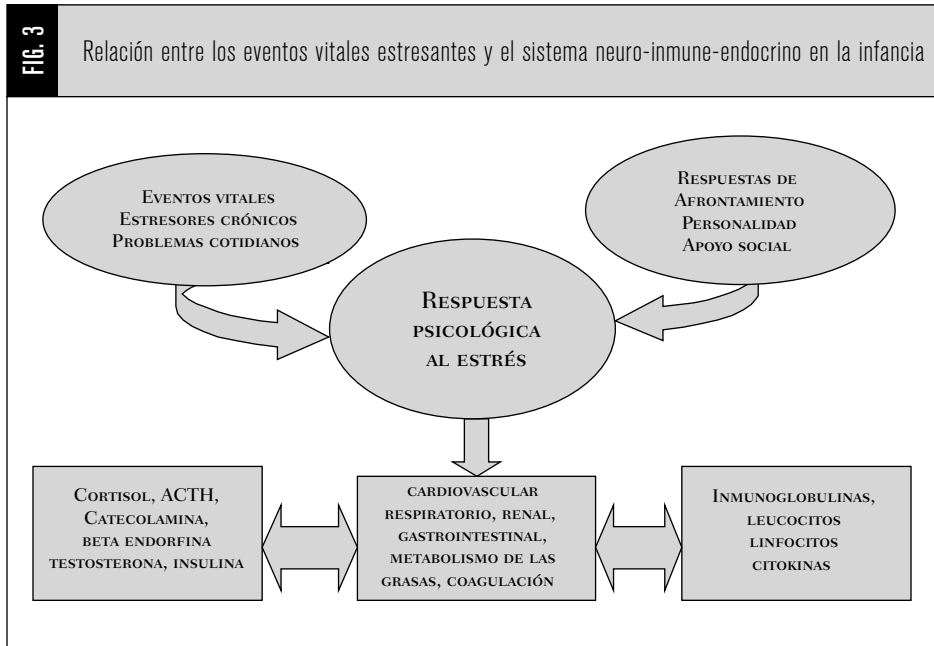 FIG. 3
Relación entre los eventos vitales estresantes y el sistema neuro-inmune-endocrino en la infancia
EVENTOS VITALES
ESTRESORES CRÓNICOS
PROBLEMAS COTIDIANOS
RESPUESTAS DE
AFRONTAMIENTO
PERSONALIDAD
APOYO SOCIAL
RESPUESTA
PSICOLÓGICA
AL ESTRÉS
CORTISOL, ACTH,
CATECOLAMINA,
BETA ENDORFINA
TESTOSTERONA, INSULINA
CARDIOVASCULAR
RESPIRATORIO, RENAL,
GASTROINTESTINAL,
METABOLISMO DE LAS
GRASAS, COAGULACIÓN
INMUNOGLOBULINAS,
LEUCOCITOS
LINFOCITOS
CITOKINAS